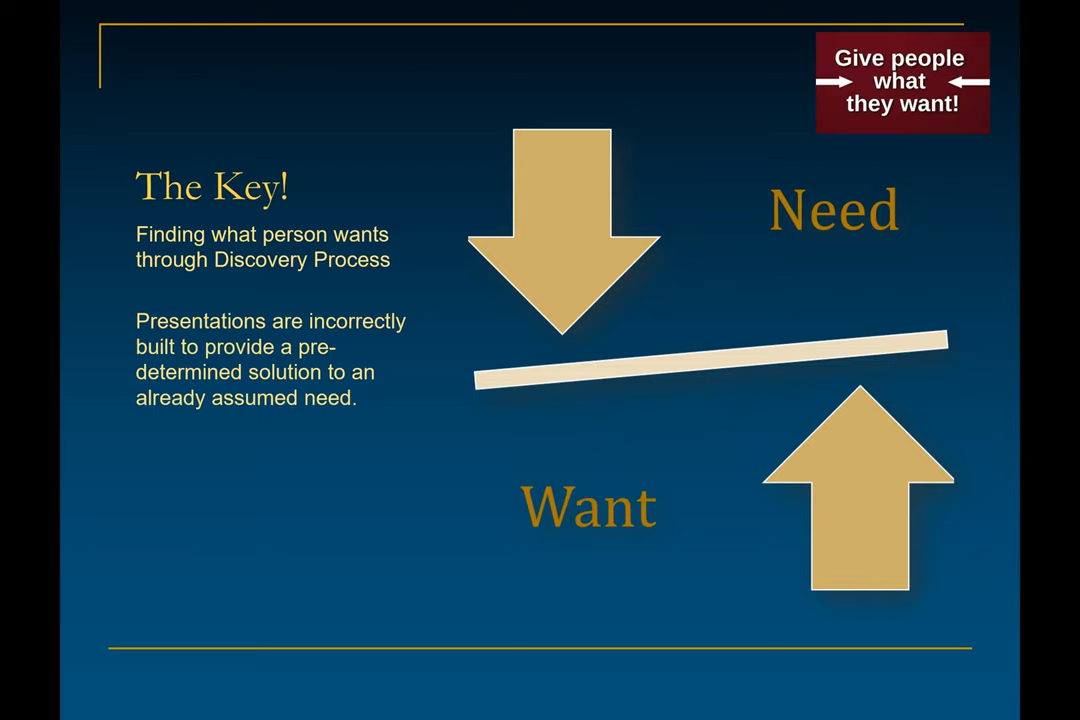 Give people
what
they want!
The Key!
Finding what person wants
through Discovery Process
Presentations are incorrectly
built to provide a pre-
determined solution to an
already assumed need.
Need
Want